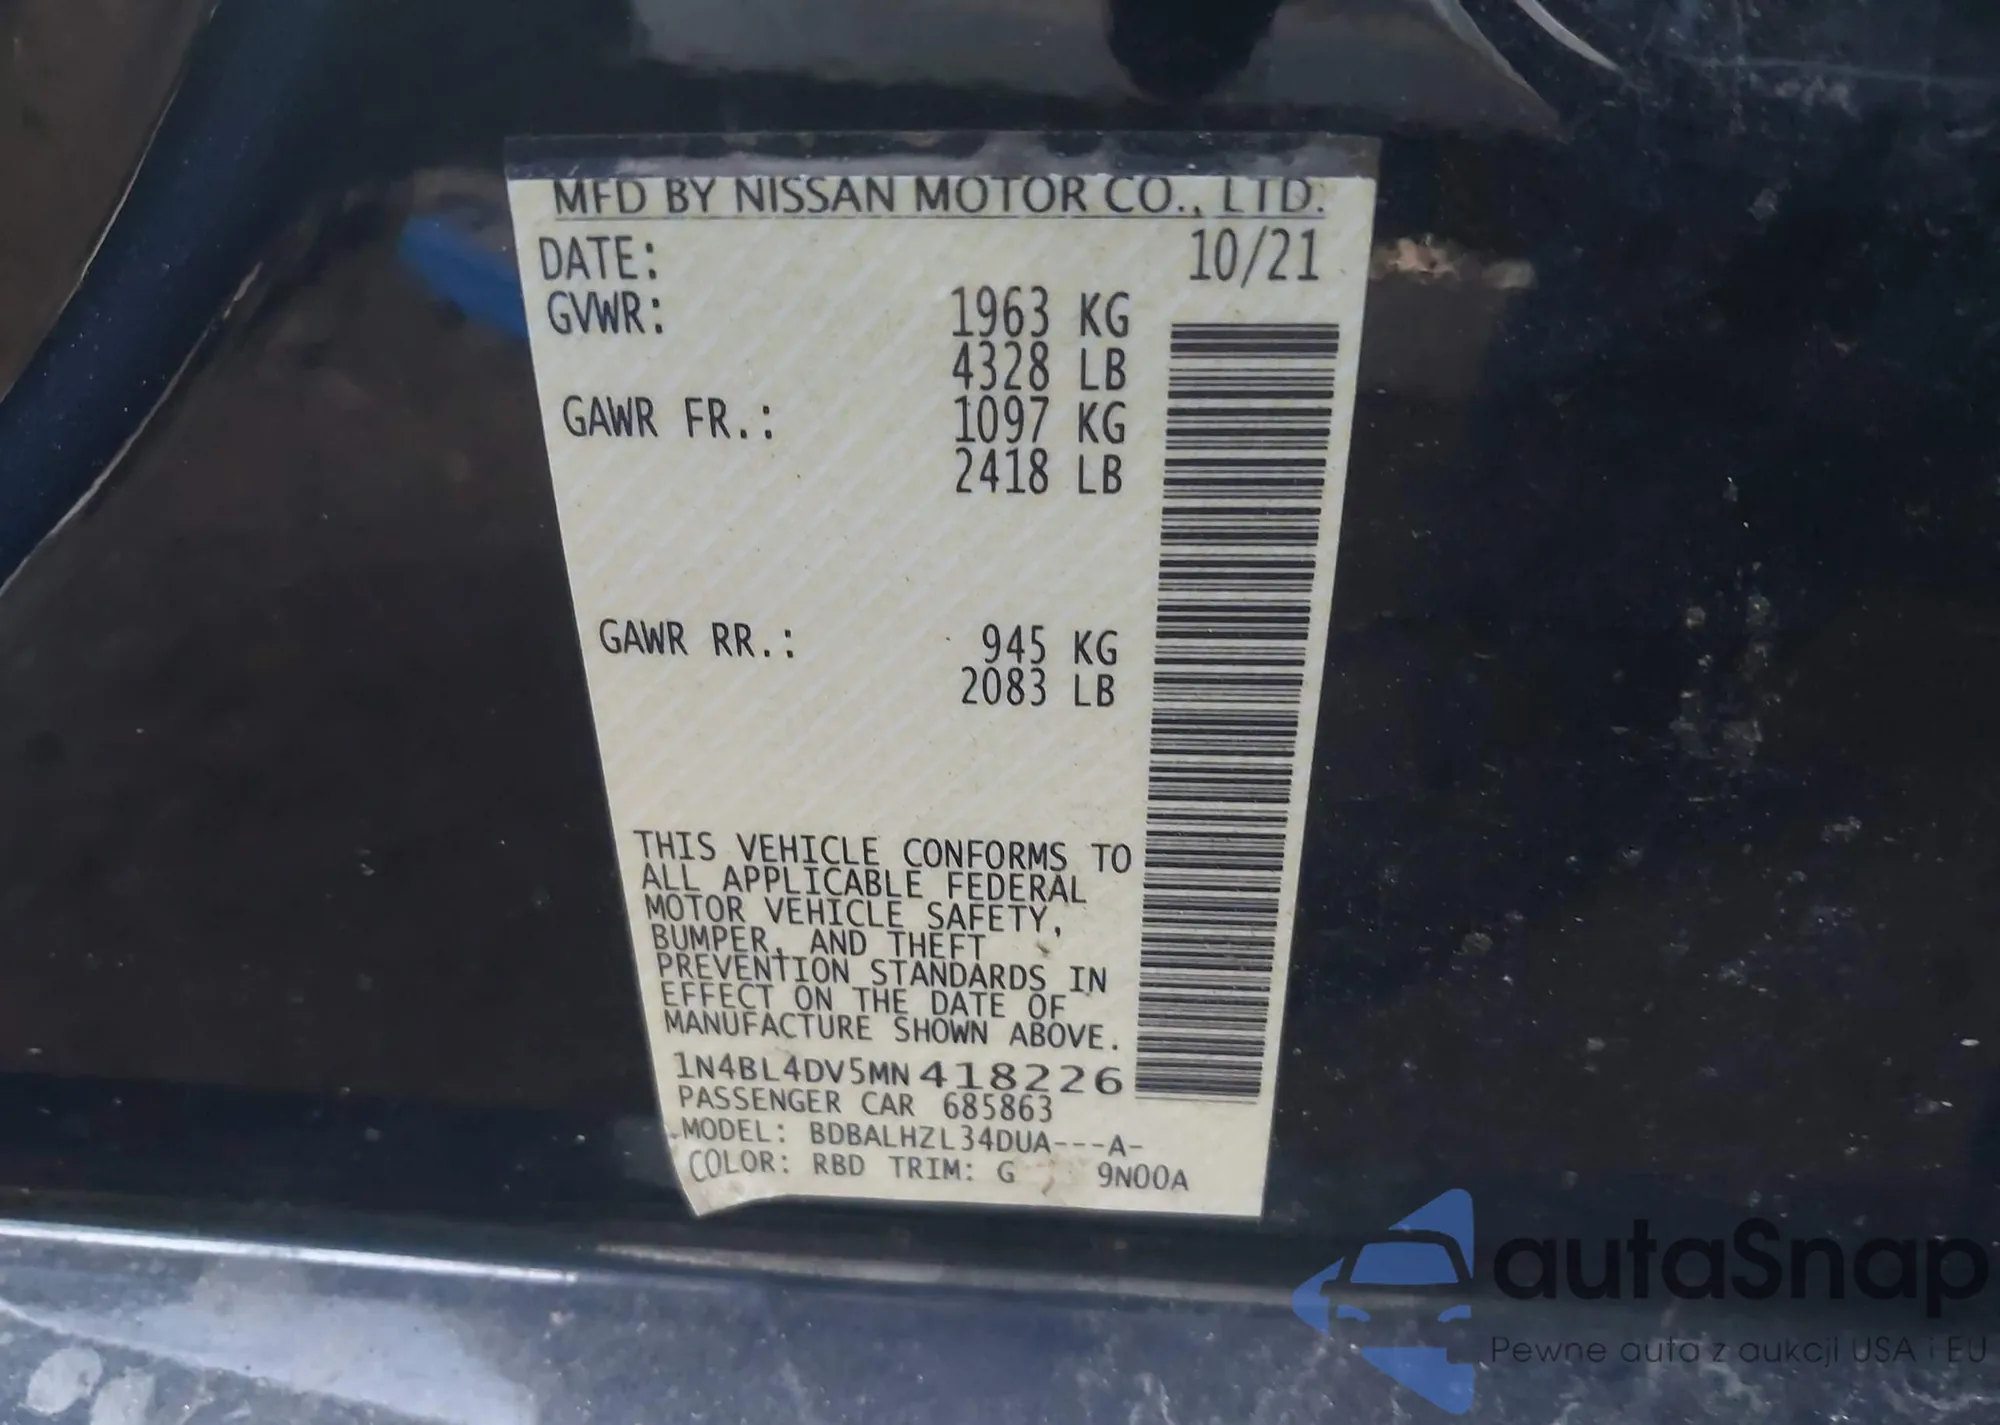 MFD BY NISSAN MOTOR CO., LTD.
DATE: 10/21
GVWR: 1963 KG
4328 LB
GAWR FR.: 1097 KG
2418 LB
GAWR RR.: 945 KG
2083 LB
THIS VEHICLE CONFORMS TO
ALL APPLICABLE FEDERAL
MOTOR VEHICLE SAFETY,
BUMPER, AND THEFT
PREVENTION STANDARDS IN
EFFECT ON THE DATE OF
MANUFACTURE SHOWN ABOVE.
1N4BL4DV5MN418226
PASSENGER CAR 685863
MODEL: BDBALHZL34DUA---A-
COLOR: RBD TRIM: G 9N00A
autaSnap
Pewne auta z aukcji USA i EU